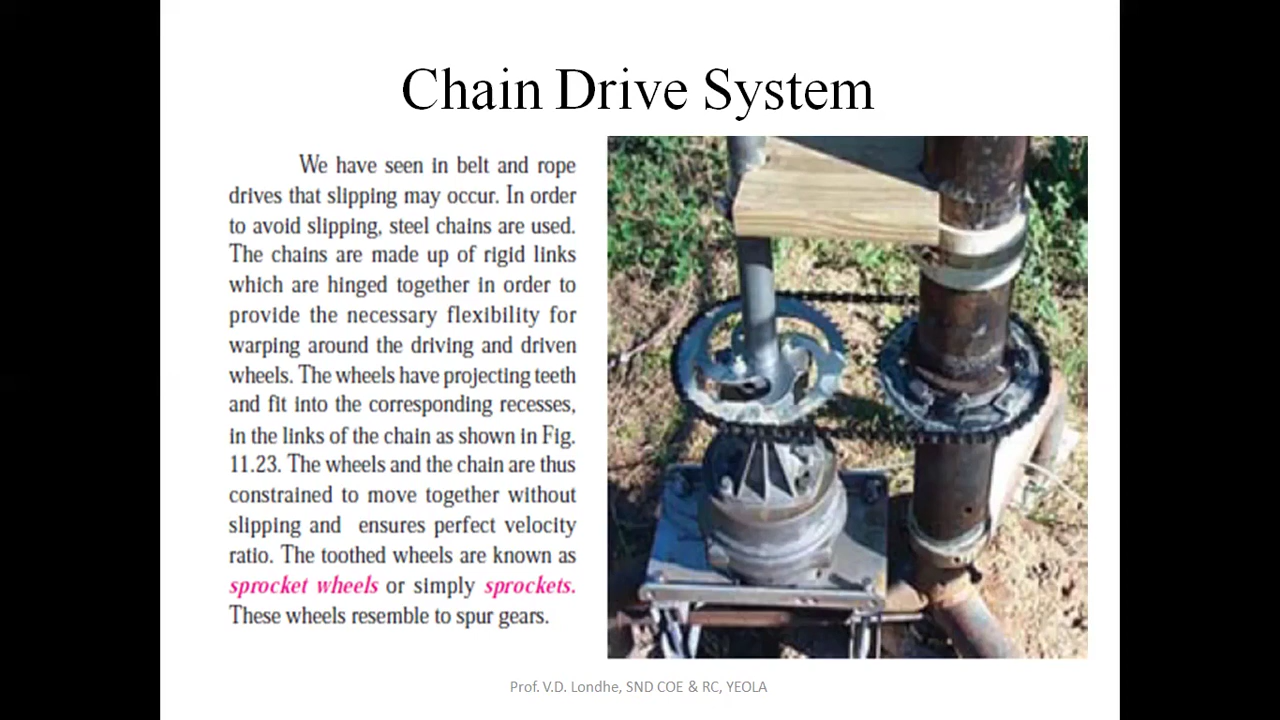 Chain Drive System
We have seen in belt and rope
drives that slipping may occur. In order
to avoid slipping, steel chains are used.
The chains are made up of rigid links
which are hinged together in order to
provide the necessary flexibility for
warping around the driving and driven
wheels. The wheels have projecting teeth
and fit into the corresponding recesses,
in the links of the chain as shown in Fig.
11.23. The wheels and the chain are thus
constrained to move together without
slipping and ensures perfect velocity
ratio. The toothed wheels are known as
sprocket wheels or simply sprockets.
These wheels resemble to spur gears.
Prof. V.D. Londhe, SND COE & RC, YEOLA